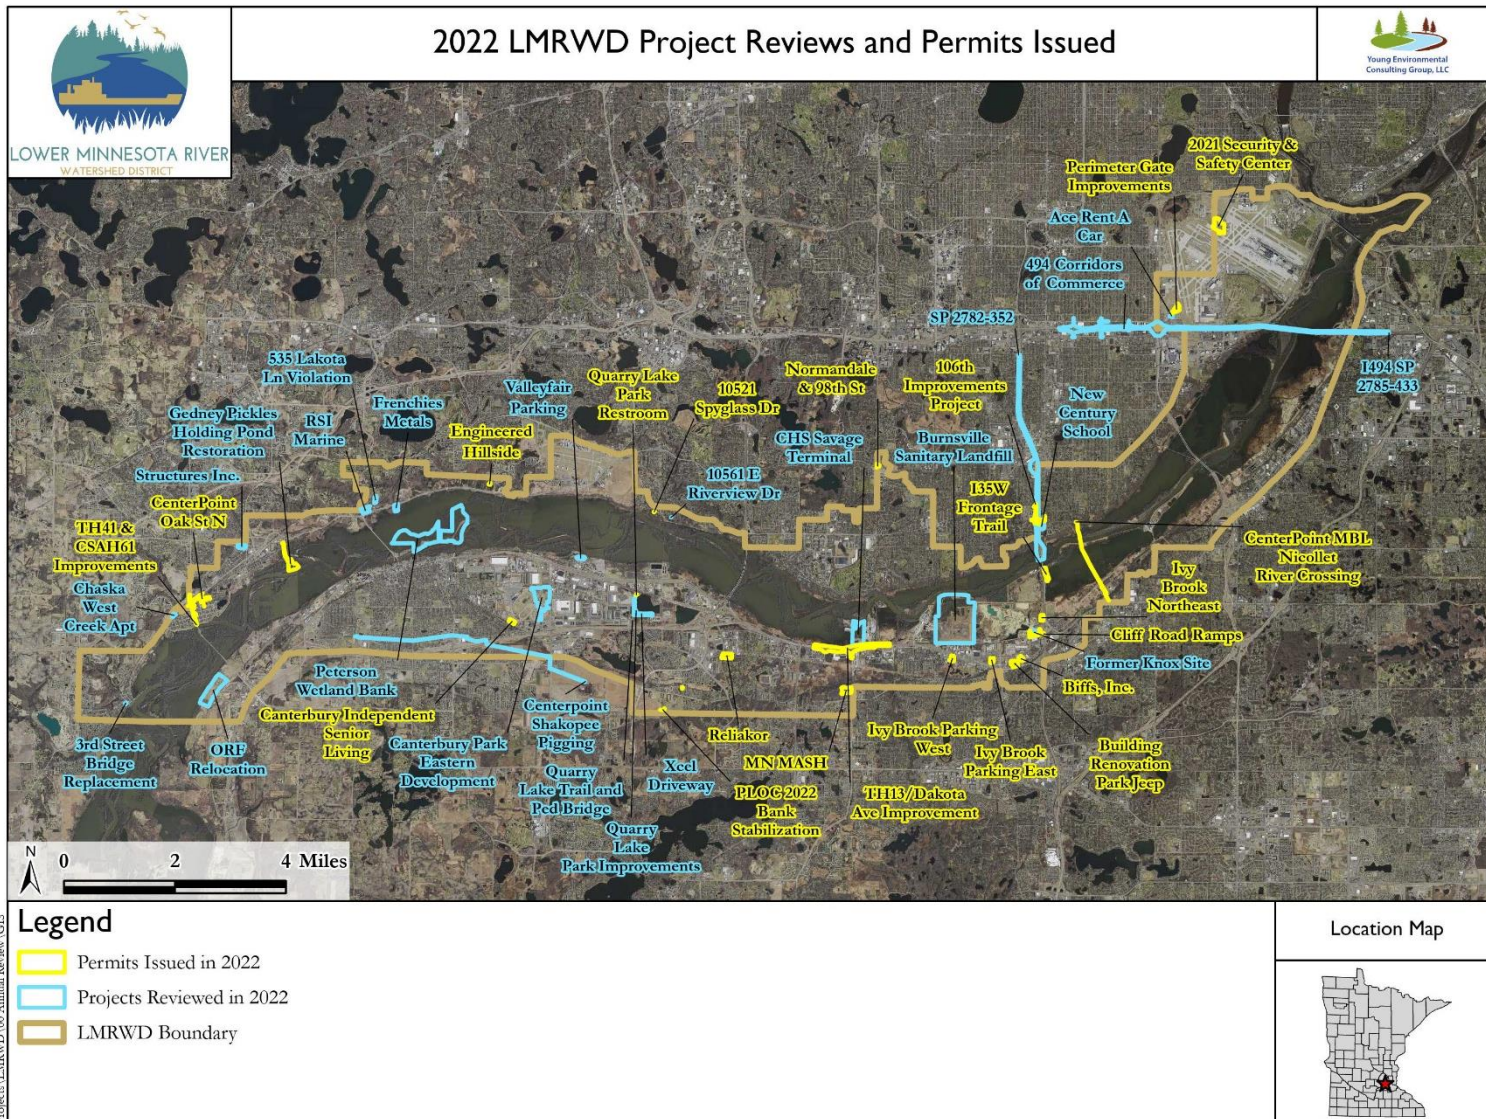 2022 LMRWD Project Reviews and Permits Issued
LOWER MINNESOTA RIVER
WATERSHED DISTRICT
Young Environmental
Consulting Group, LLC
2021 Security &
Safety Center
Perimeter Gate
Improvements
Ace Rent A
Car
494 Corridors
of Commerce
SP 2782-352
I494 SP
2785-433
535 Lakota
Ln Violation
Gedney Pickles
Holding Pond
Restoration
RSI
Marine
Frenchies
Metals
Engineered
Hillside
Valleyfair
Parking
Quarry Lake
Park
Restroom
10521
Spyglass Dr
Normandale
& 98th St
106th
Improvements
Project
New
Century
School
CHS Savage
Terminal
Burnsville
Sanitary Landfill
10561 E
Riverview Dr
I35W
Frontage
Trail
Structures Inc.
CenterPoint
Oak St N
TH41 &
CSAH61
Improvements
Chaska
West
Creek Apt
CenterPoint MBL
Nicollet
River Crossing
Ivy
Brook
Northeast
Cliff Road Ramps
Former Knox Site
Biffs, Inc.
3rd Street
Bridge
Replacement
ORF
Relocation
Peterson
Wetland Bank
Canterbury Independent
Senior
Living
Canterbury Park
Eastern
Development
Centerpoint
Shakopee
Pigging
Quarry
Lake Trail and
Ped Bridge
Quarry
Lake
Park Improvements
Xcel
Driveway
Reliakor
MN MASH
PLOC 2022
Bank
Stabilization
TH13/Dakota
Ave Improvement
Ivy Brook Parking
West
Ivy Brook
Parking East
Building
Renovation
Park Jeep
N
0 2 4 Miles
Legend
Permits Issued in 2022
Projects Reviewed in 2022
LMRWD Boundary
Location Map